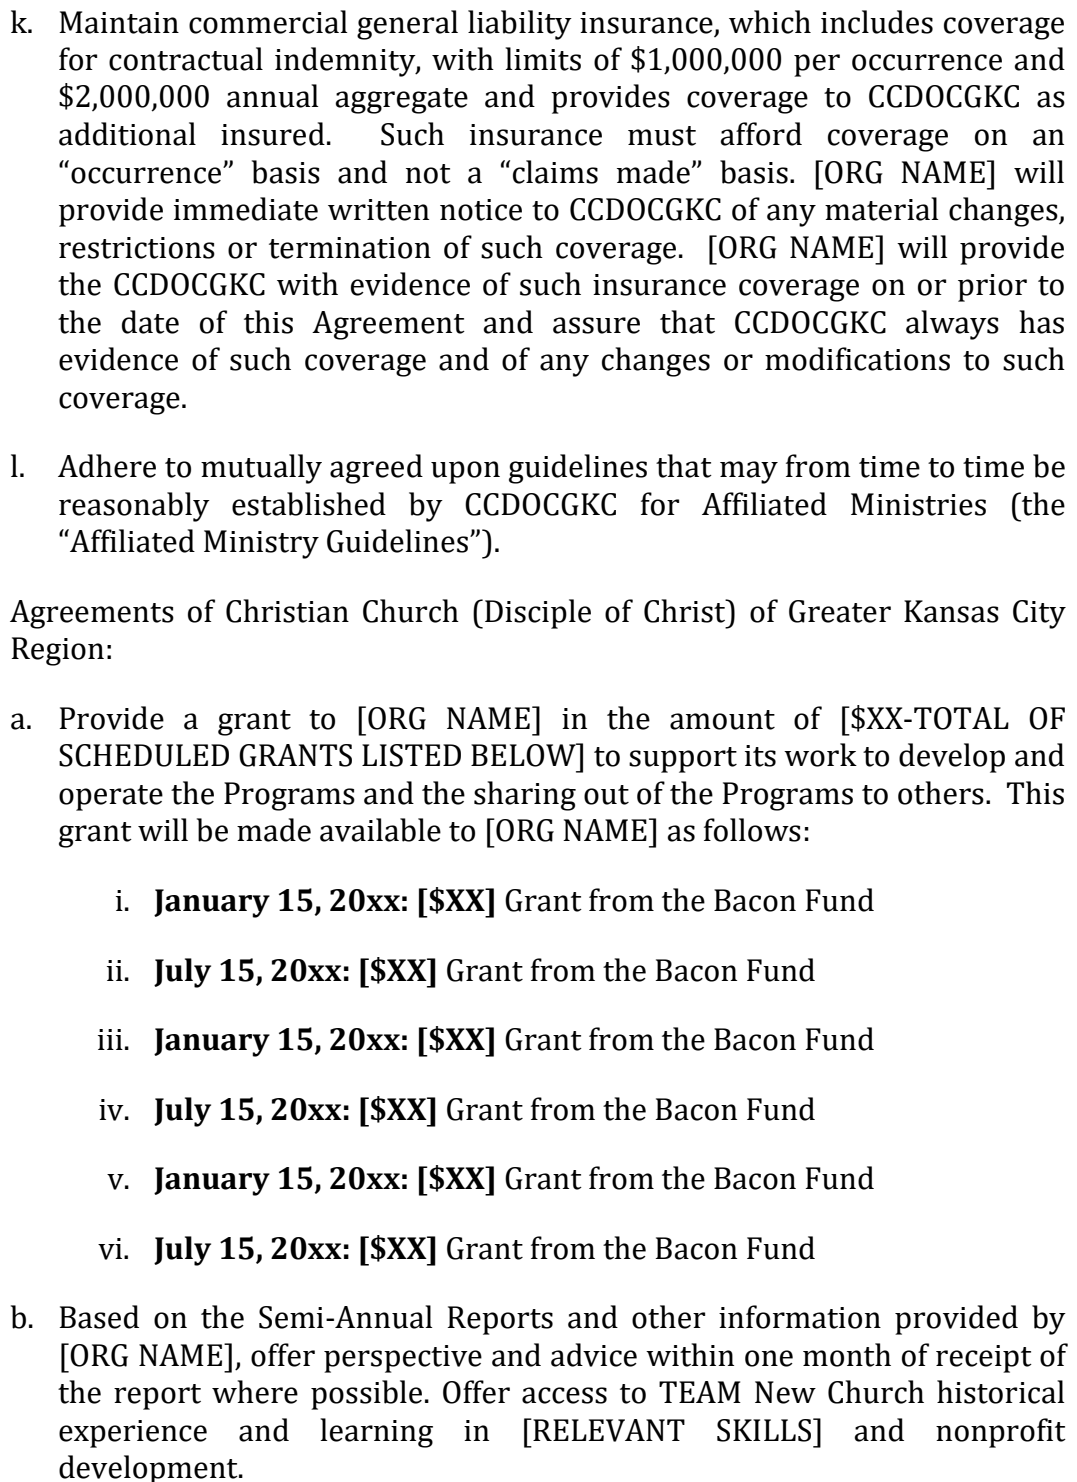 k. Maintain commercial general liability insurance, which includes coverage
for contractual indemnity, with limits of $1,000,000 per occurrence and
$2,000,000 annual aggregate and provides coverage to CCDOCGKC as
additional insured. Such insurance must afford coverage on an
“occurrence” basis and not a “claims made” basis. [ORG NAME] will
provide immediate written notice to CCDOCGKC of any material changes,
restrictions or termination of such coverage. [ORG NAME] will provide
the CCDOCGKC with evidence of such insurance coverage on or prior to
the date of this Agreement and assure that CCDOCGKC always has
evidence of such coverage and of any changes or modifications to such
coverage.
l. Adhere to mutually agreed upon guidelines that may from time to time be
reasonably established by CCDOCGKC for Affiliated Ministries (the
“Affiliated Ministry Guidelines”).
Agreements of Christian Church (Disciple of Christ) of Greater Kansas City
Region:
a. Provide a grant to [ORG NAME] in the amount of [$XX-TOTAL OF
SCHEDULED GRANTS LISTED BELOW] to support its work to develop and
operate the Programs and the sharing out of the Programs to others. This
grant will be made available to [ORG NAME] as follows:
i. January 15, 20xx: [$XX] Grant from the Bacon Fund
ii. July 15, 20xx: [$XX] Grant from the Bacon Fund
iii. January 15, 20xx: [$XX] Grant from the Bacon Fund
iv. July 15, 20xx: [$XX] Grant from the Bacon Fund
v. January 15, 20xx: [$XX] Grant from the Bacon Fund
vi. July 15, 20xx: [$XX] Grant from the Bacon Fund
b. Based on the Semi-Annual Reports and other information provided by
[ORG NAME], offer perspective and advice within one month of receipt of
the report where possible. Offer access to TEAM New Church historical
experience and learning in [RELEVANT SKILLS] and nonprofit
development.